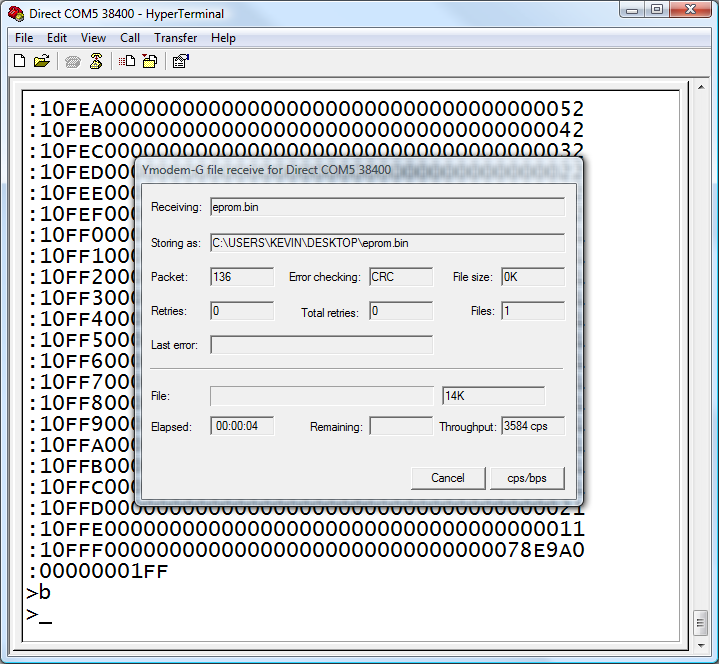 Direct COM5 38400 - HyperTerminal
File Edit View Call Transfer Help
:10FEA0000000000000000000000000000000000052
:10FEB0000000000000000000000000000000000042
:10FEC0000000000000000000000000000000000032
:10FED00
:10FEE00
:10FEF00
:10FF000
:10FF100
:10FF200
:10FF300
:10FF400
:10FF500
:10FF600
:10FF700
:10FF800
:10FF900
:10FFA00
:10FFB00
:10FFC00
:10FFD0000000000000000000000000000000000021
:10FFE0000000000000000000000000000000000011
:10FFF0000000000000000000000000000078E9A0
:00000001FF
>b
>_
Ymodem-G file receive for Direct COM5 38400
Receiving: eprom.bin
Storing as: C:\USERS\KEVIN\DESKTOP\eprom.bin
Packet: 136 Error checking: CRC File size: 0K
Retries: 0 Total retries: 0 Files: 1
Last error:
File: 14K
Elapsed: 00:00:04 Remaining: Throughput: 3584 cps
Cancel cps/bps